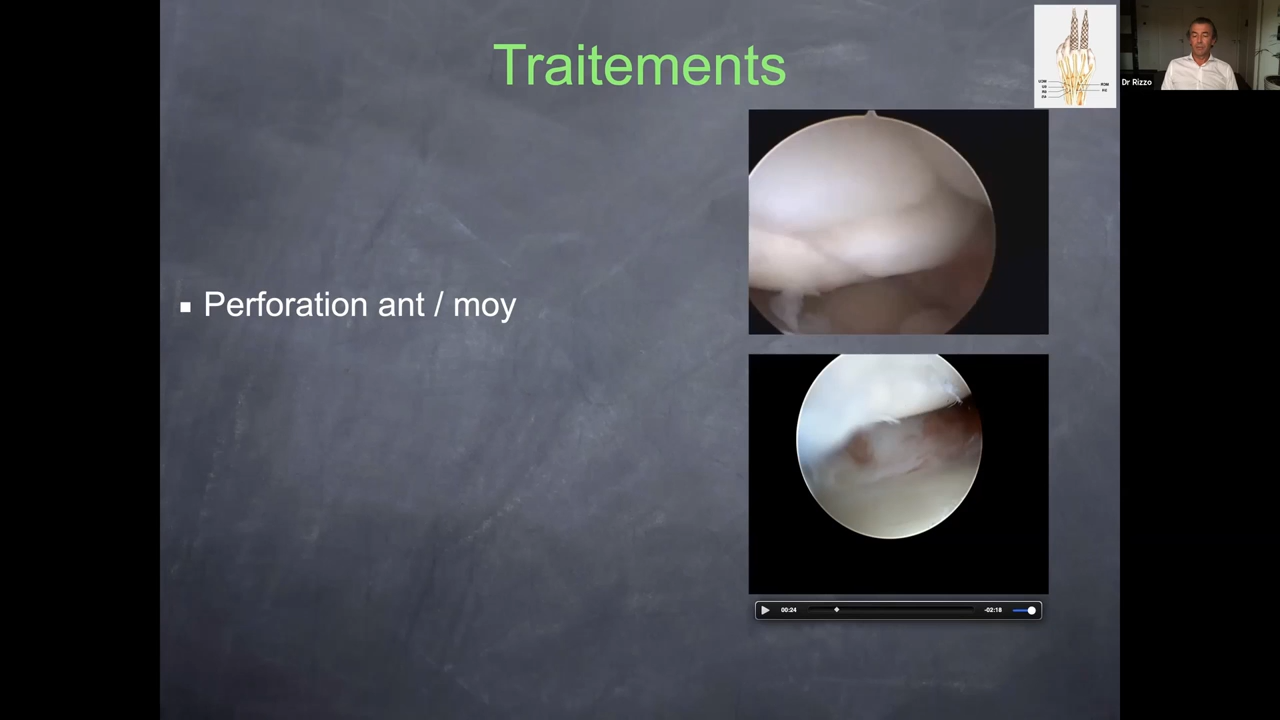 Traitements
Dr Rizzo
Perforation ant / moy
00:24
-02:18